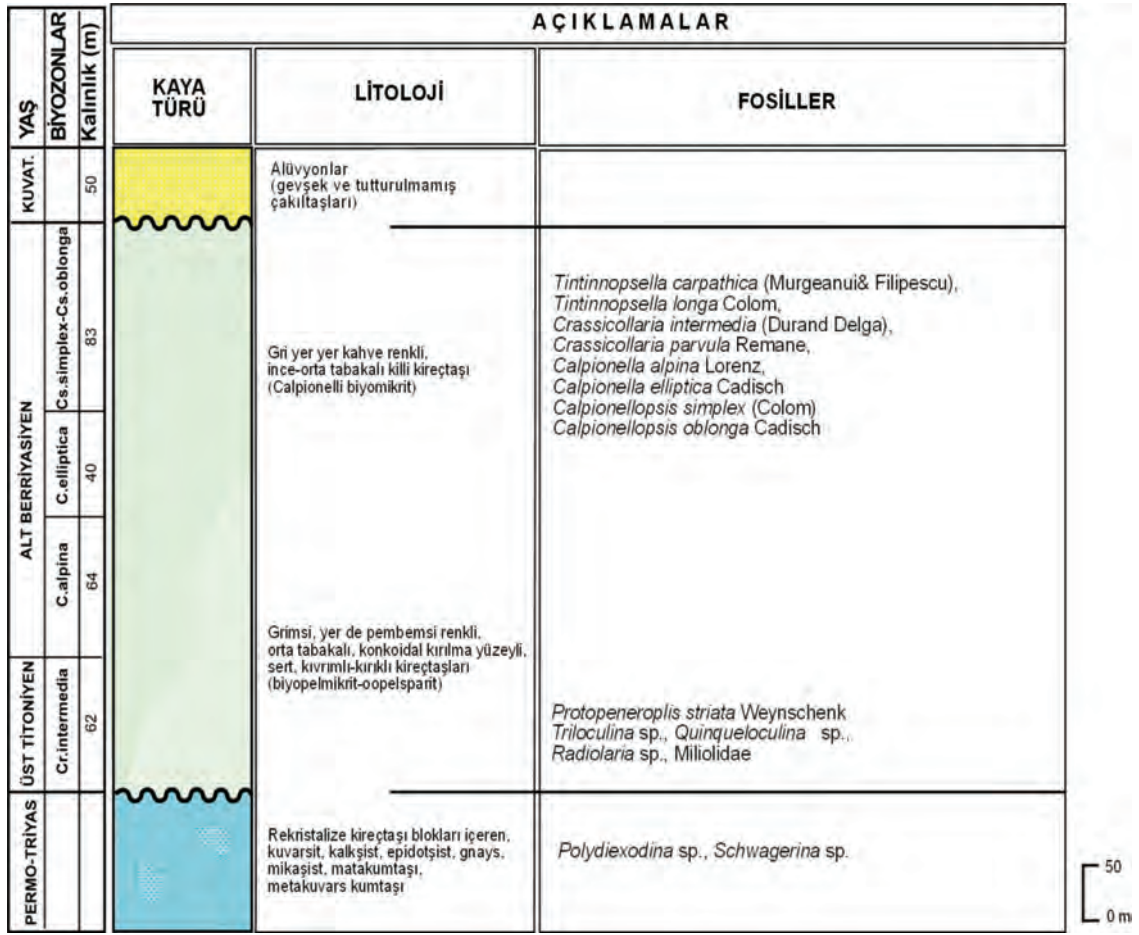 AÇIKLAMALAR
YAŞ
BİYOZONLAR
Kalınlık (m)
KAYA
TÜRÜ
LİTOLOJİ
FOSİLLER
KUVAT.
50
Alüvyonlar
(gevşek ve tutturulmamış
çakıltaşları)
ALT BERRİYASİYEN
Cs.simplex-Cs.oblonga
83
C.elliptica
40
C.alpina
64
Gri yer yer kahve renkli,
ince-orta tabakalı killi kireçtaşı
(Calpionelli biyomikrit)
Tintinnopsella carpathica (Murgeanui& Filipescu),
Tintinnopsella longa Colom,
Crassicollaria intermedia (Durand Delga),
Crassicollaria parvula Remane,
Calpionella alpina Lorenz,
Calpionella elliptica Cadisch
Calpionellopsis simplex (Colom)
Calpionellopsis oblonga Cadisch
ÜST TİTONİYEN
Cr.intermedia
62
Grimsi, yer de pembemsi renkli,
orta tabakalı, konkoidal kırılma yüzeyli,
sert, kıvrımlı-kırıklı kireçtaşları
(biyopelmikrit-oopelsparit)
Protopeneroplis striata Weynschenk
Triloculina sp., Quinqueloculina sp.,
Radiolaria sp., Miliolidae
PERMO-TRİYAS
Rekristalize kireçtaşı blokları içeren,
kuvarsit, kalkşist, epidotşist, gnays,
mikaşist, matakumtaşı,
metakuvars kumtaşı
Polydiexodina sp., Schwagerina sp.
50
0 m